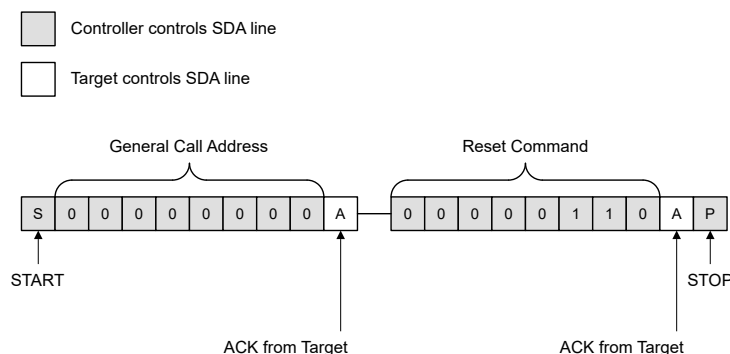 Controller controls SDA line
Target controls SDA line
General Call Address
Reset Command
S 0 0 0 0 0 0 0 0 A 0 0 0 0 0 1 1 0 A P
START
STOP
ACK from Target
ACK from Target